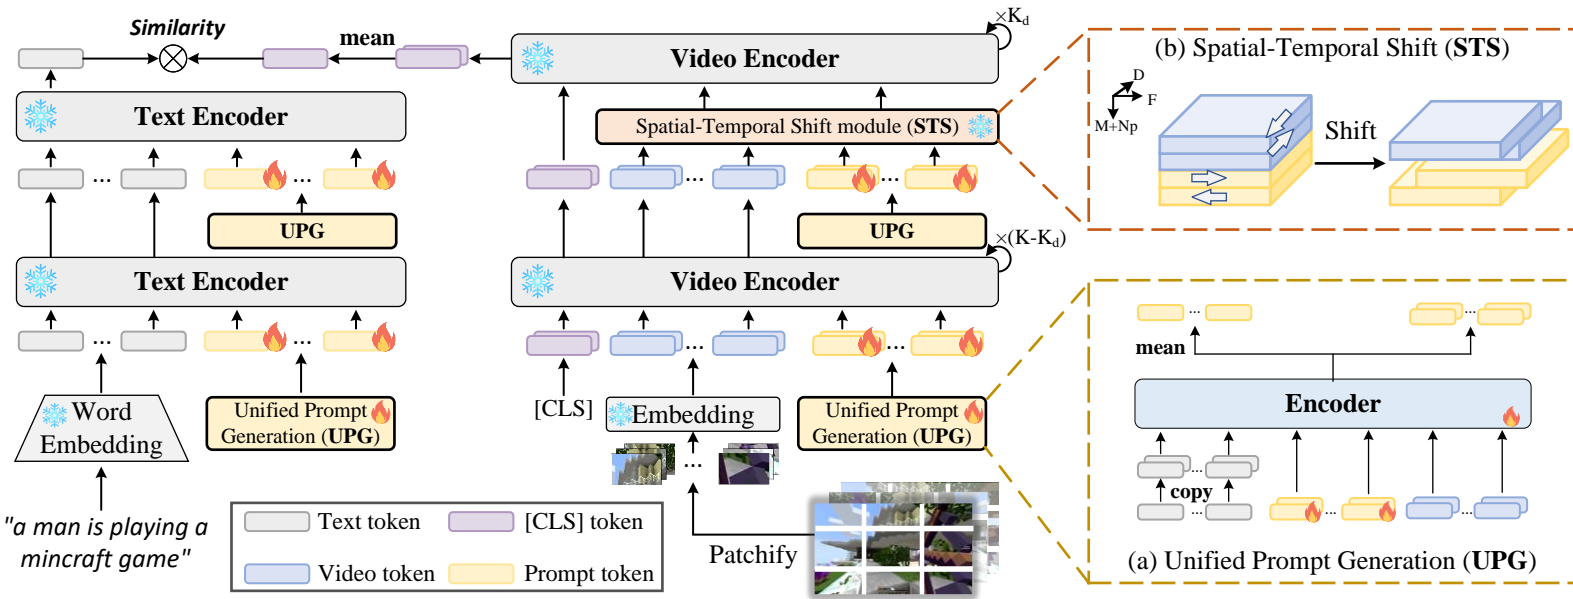 Similarity
mean
×K_d
Video Encoder
Text Encoder
Spatial-Temporal Shift module (STS)
...
...
...
...
...
UPG
UPG
×(K-K_d)
Text Encoder
Video Encoder
...
...
...
...
...
Word
Embedding
Unified Prompt
Generation (UPG)
[CLS]
Embedding
Unified Prompt
Generation (UPG)
...
"a man is playing a
mincraft game"
Text token
[CLS] token
Video token
Prompt token
Patchify
(b) Spatial-Temporal Shift (STS)
D
F
M+Np
Shift
...
...
mean
Encoder
...
copy
...
...
...
(a) Unified Prompt Generation (UPG)